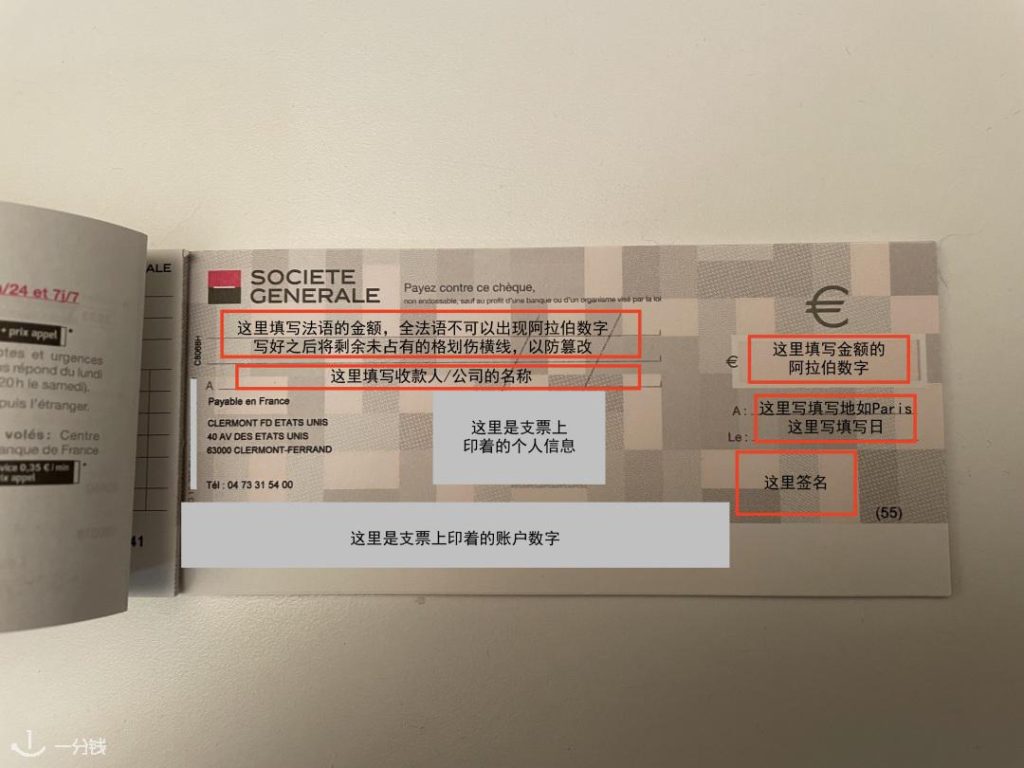 /24 et 7j/7
prix appel
otes et urgences
s répond du lundi
20h le samedi).
puis l'étranger.
volés: Centre
anque de France
vice 0,35 € / min
ix appel
ALE
41
SOCIETE
GENERALE
Payez contre ce chèque,
non endossable, sauf au profit d'une banque ou d'un organisme visé par la loi
这里填写法语的金额，全法语不可以出现阿拉伯数字
写好之后将剩余未占有的格划伤横线，以防篡改
€
€
这里填写金额的
阿拉伯数字
A
这里填写收款人/公司的名称
Payable en France
CLERMONT FD ETATS UNIS
40 AV DES ETATS UNIS
63000 CLERMONT-FERRAND
Tél : 04 73 31 54 00
这里是支票上
印着的个人信息
A : 这里写填写地如Paris
Le : 这里写填写日
这里签名
(55)
这里是支票上印着的账户数字
一分钱